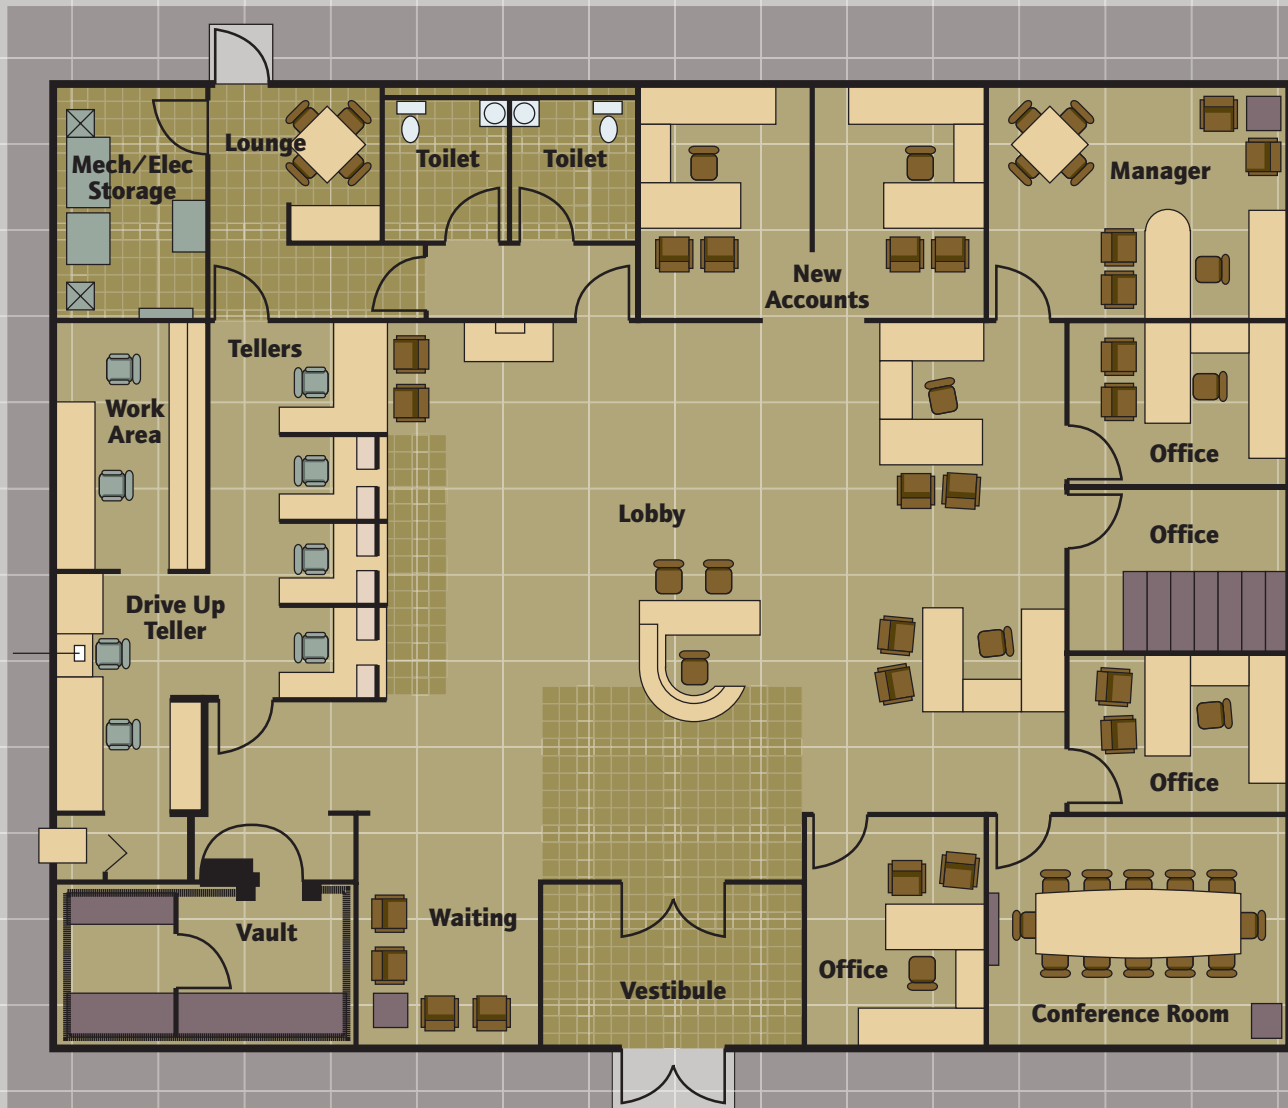 Lounge
Mech/Elec
Storage
Toilet
Toilet
Manager
New
Accounts
Tellers
Work
Area
Office
Lobby
Office
Drive Up
Teller
Office
Waiting
Vault
Vestibule
Office
Conference Room